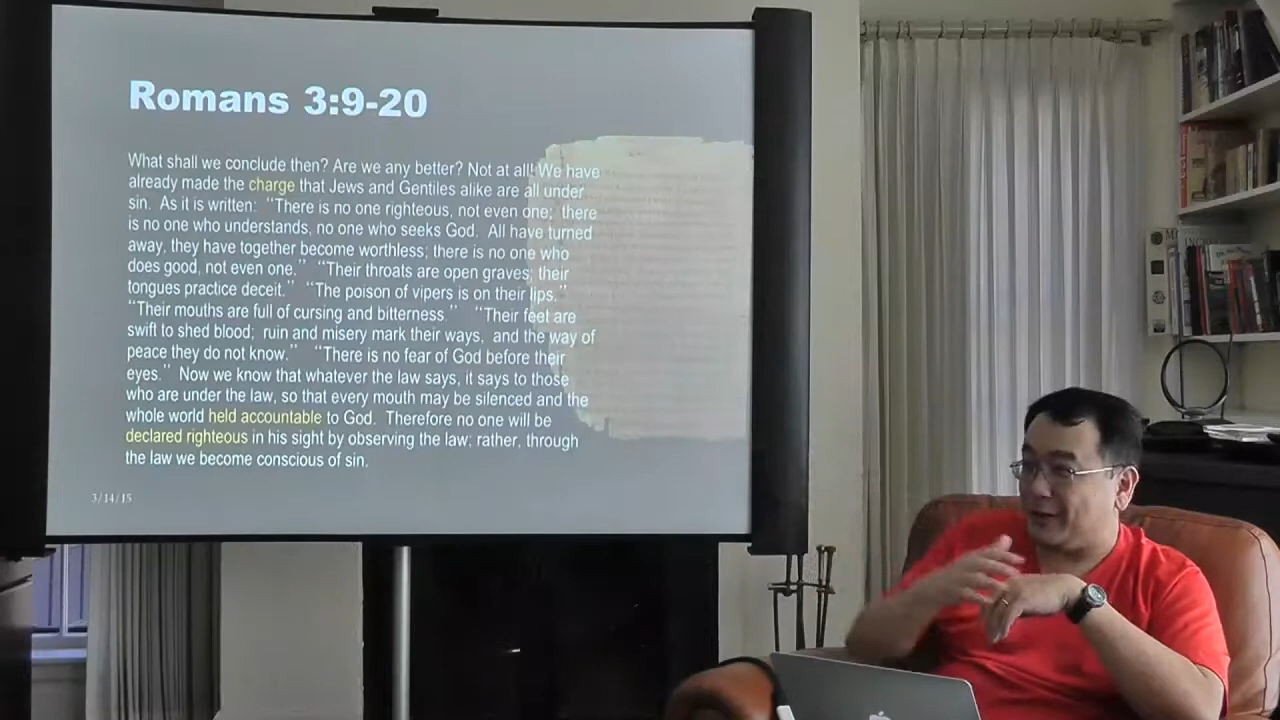 Romans 3:9-20
What shall we conclude then? Are we any better? Not at all! We have
already made the charge that Jews and Gentiles alike are all under
sin. As it is written: “There is no one righteous, not even one; there
is no one who understands, no one who seeks God. All have turned
away, they have together become worthless; there is no one who
does good, not even one.” “Their throats are open graves; their
tongues practice deceit.” “The poison of vipers is on their lips.”
“Their mouths are full of cursing and bitterness.” “Their feet are
swift to shed blood; ruin and misery mark their ways, and the way of
peace they do not know.” “There is no fear of God before their
eyes.” Now we know that whatever the law says, it says to those
who are under the law, so that every mouth may be silenced and the
whole world held accountable to God. Therefore no one will be
declared righteous in his sight by observing the law; rather, through
the law we become conscious of sin.
3/14/15